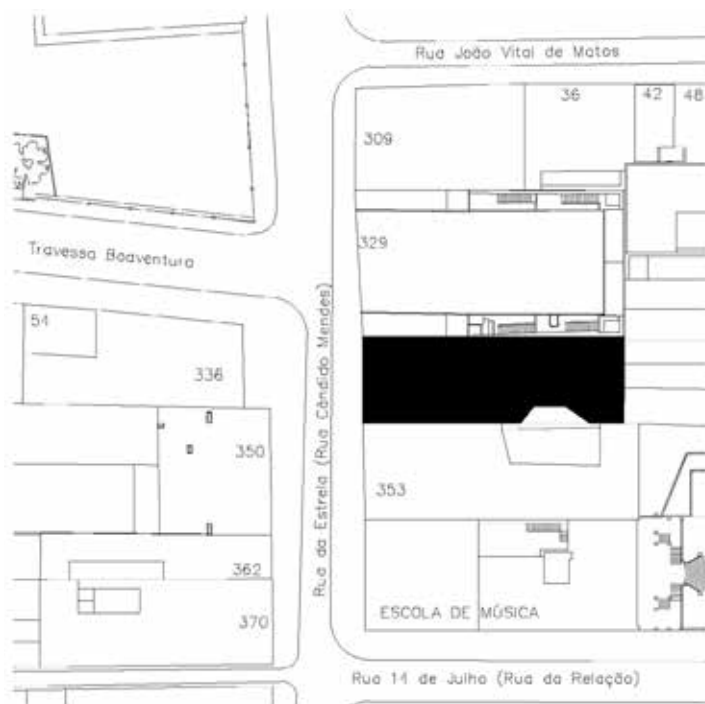 Rua João Vital de Matos
36
42
48
309
329
Travessa Boaventura
54
336
Rua da Estrela (Rua Cândido Mendes)
350
353
362
370
ESCOLA DE MÚSICA
Rua 14 de Julho (Rua da Relação)